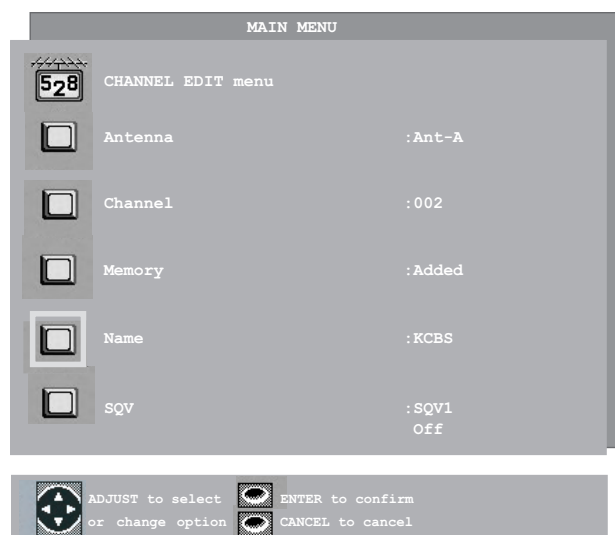 MAIN MENU
528
CHANNEL EDIT menu
Antenna :Ant-A
Channel :002
Memory :Added
Name :KCBS
SQV :SQV1
Off
ADJUST to select ENTER to confirm
or change option CANCEL to cancel